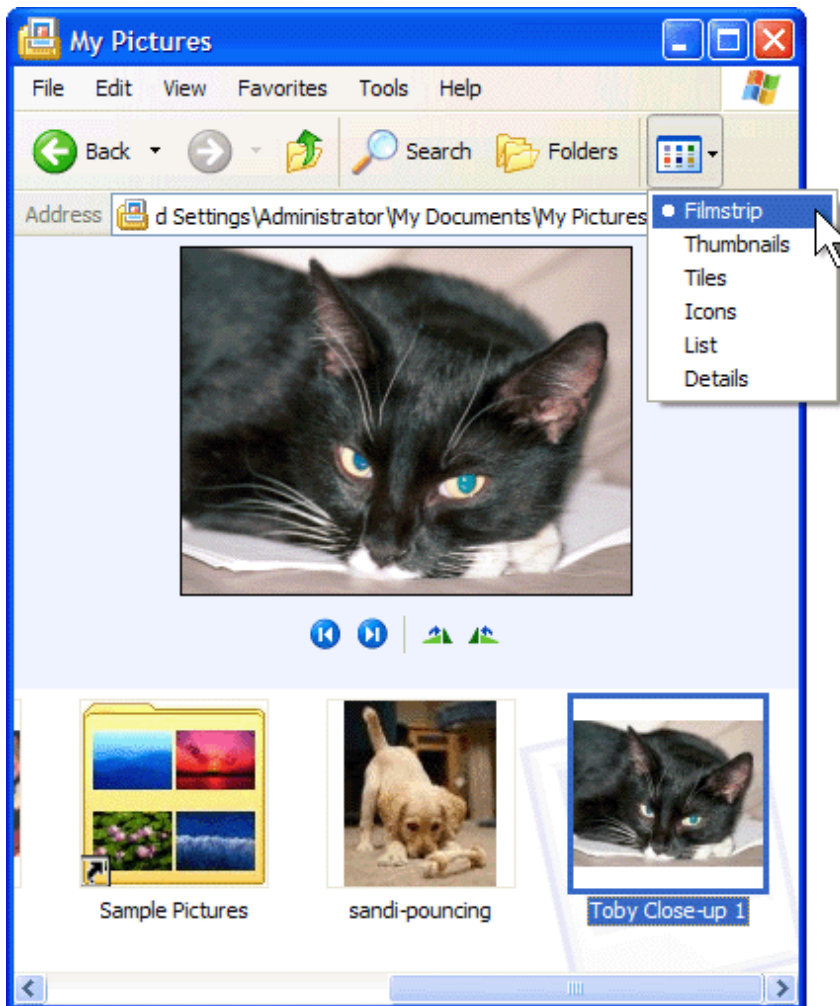 My Pictures
File Edit View Favorites Tools Help
Back Search Folders
Address d Settings\Administrator\My Documents\My Pictures
Filmstrip
Thumbnails
Tiles
Icons
List
Details
Sample Pictures sandi-pouncing Toby Close-up 1